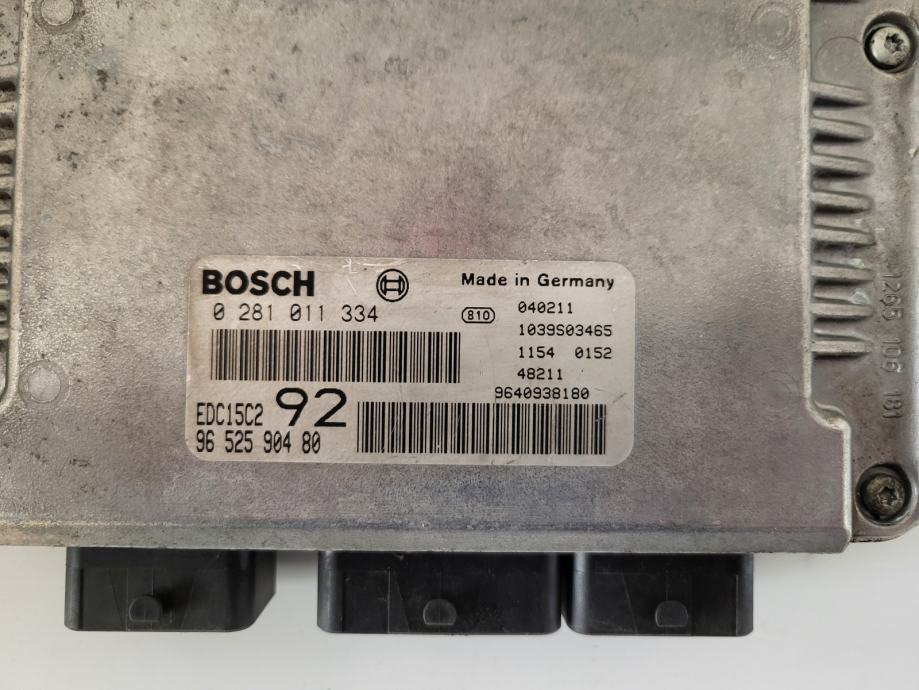 BOSCH
Made in Germany
0 281 011 334
810
040211
1039S03465
1154 0152
48211
9640938180
EDC15C2
92
96 525 904 80
1265 106 181